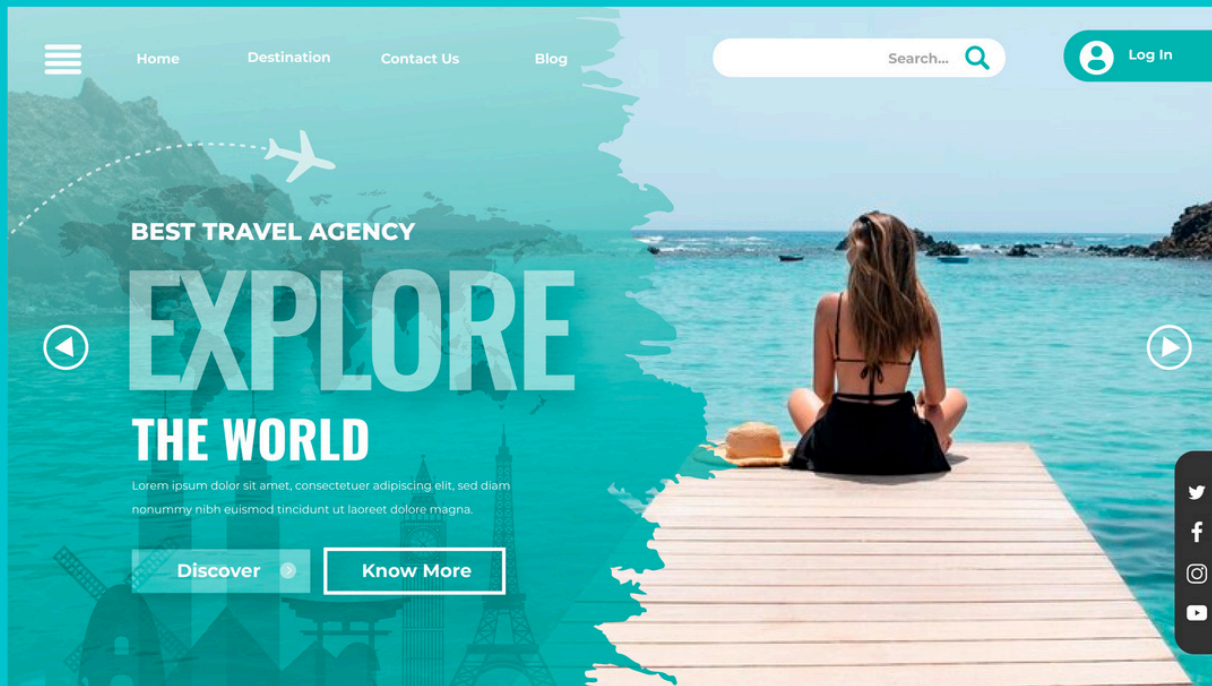 Home
Destination
Contact Us
Blog
Search...
Log In
BEST TRAVEL AGENCY
EXPLORE
THE WORLD
Lorem ipsum dolor sit amet, consectetuer adipiscing elit, sed diam
nonummy nibh euismod tincidunt ut laoreet dolore magna.
Discover
Know More